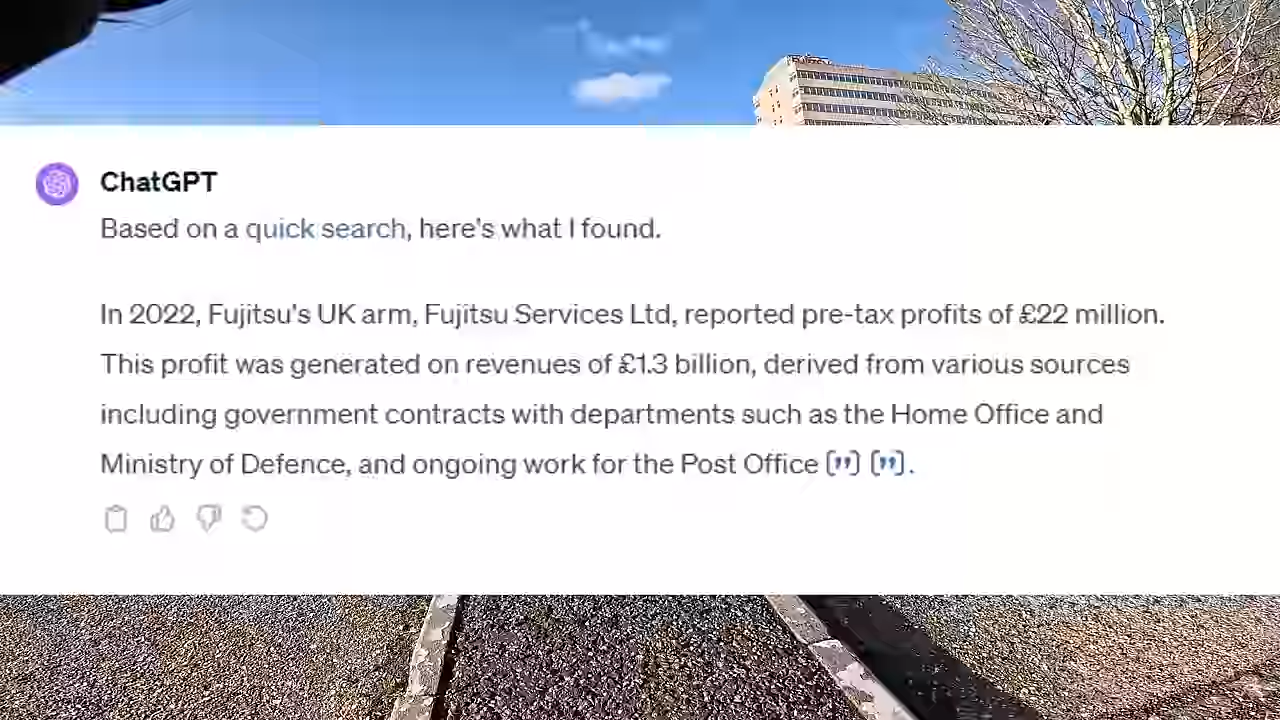 ChatGPT
Based on a quick search, here's what I found.
In 2022, Fujitsu's UK arm, Fujitsu Services Ltd, reported pre-tax profits of £22 million.
This profit was generated on revenues of £1.3 billion, derived from various sources
including government contracts with departments such as the Home Office and
Ministry of Defence, and ongoing work for the Post Office ["] ["].